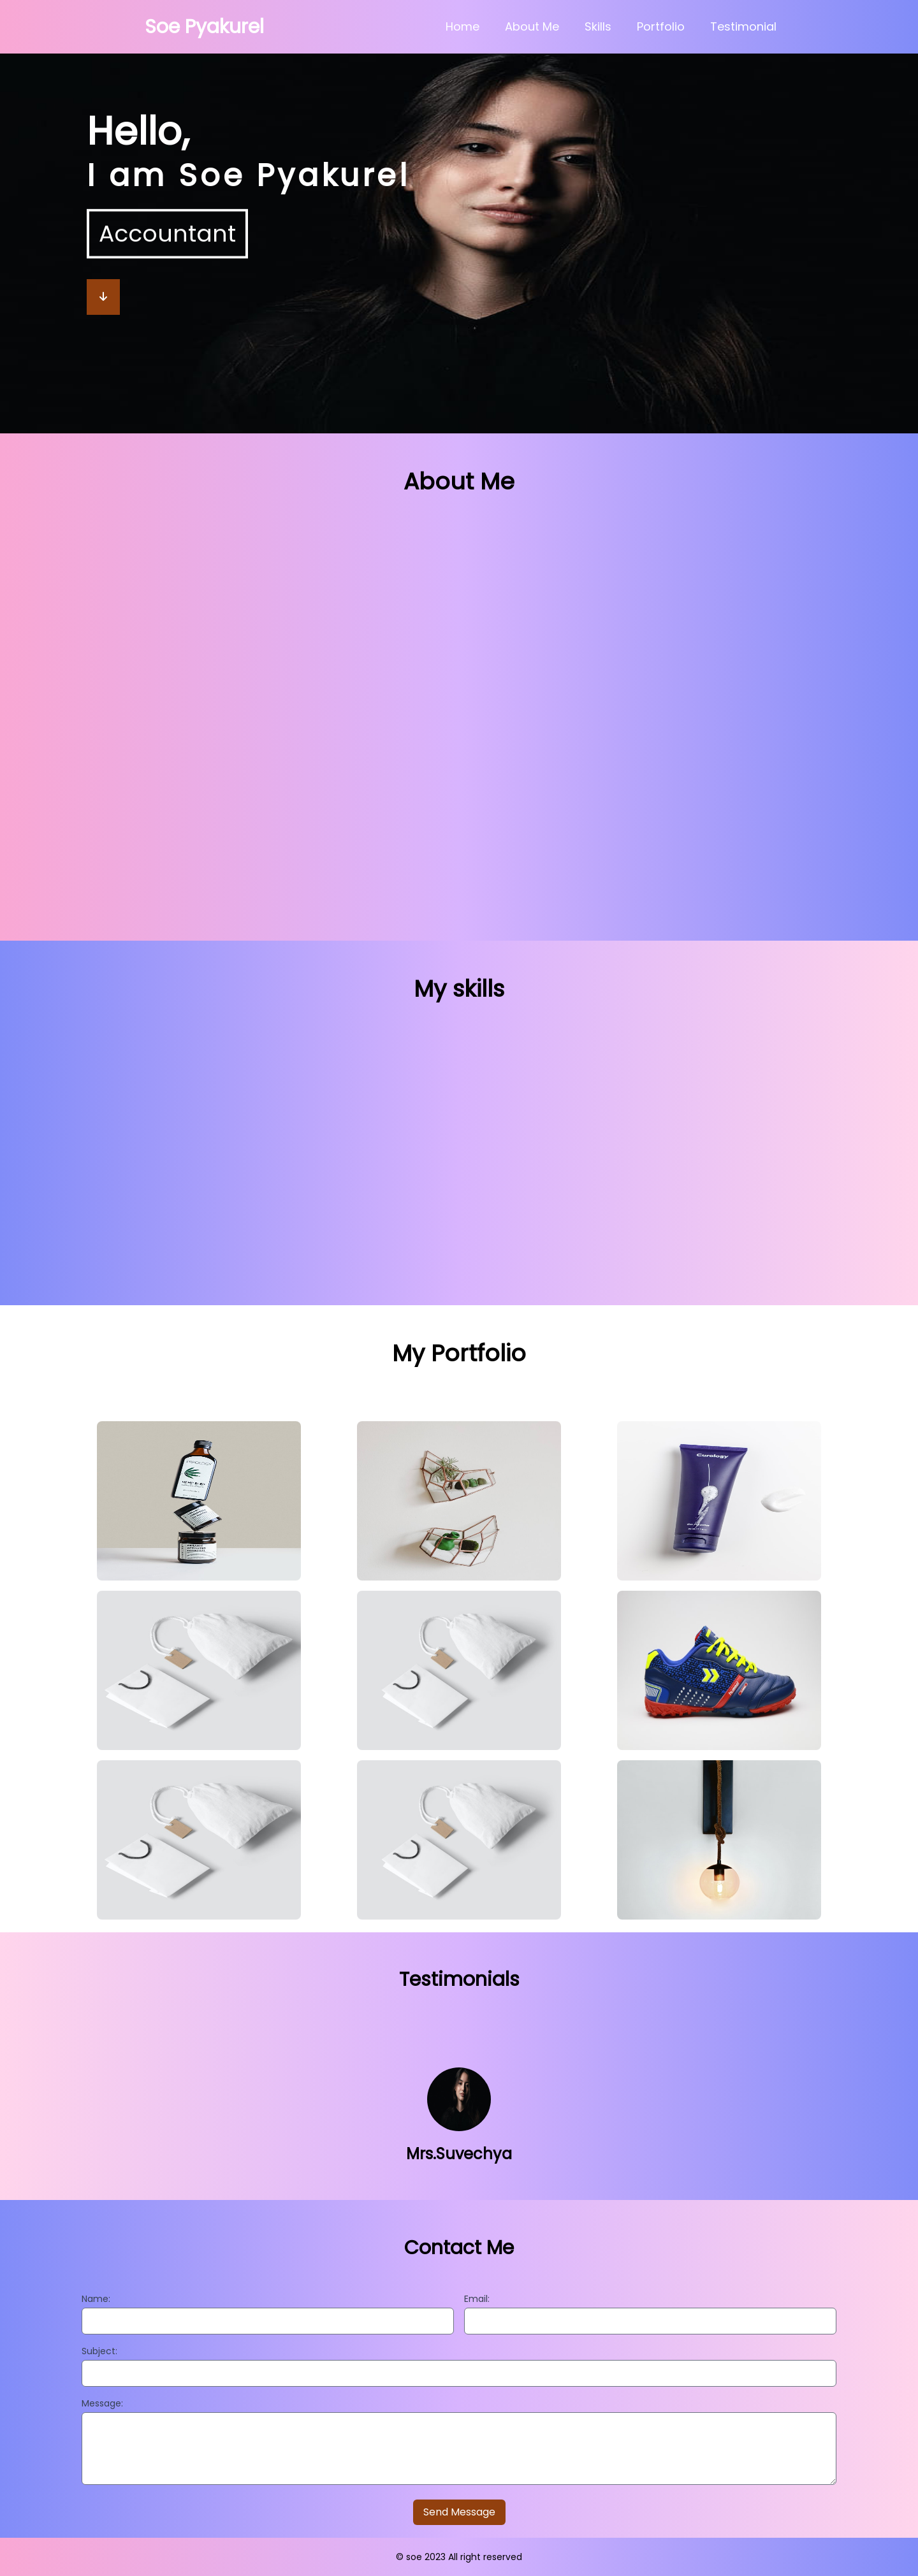 Soe Pyakurel
Home About Me Skills Portfolio Testimonial
Hello,
I am Soe Pyakurel
Accountant
About Me
My skills
My Portfolio
Curology
Testimonials
Mrs.Suvechya
Contact Me
Name: Email:
Subject:
Message:
Send Message
© soe 2023 All right reserved